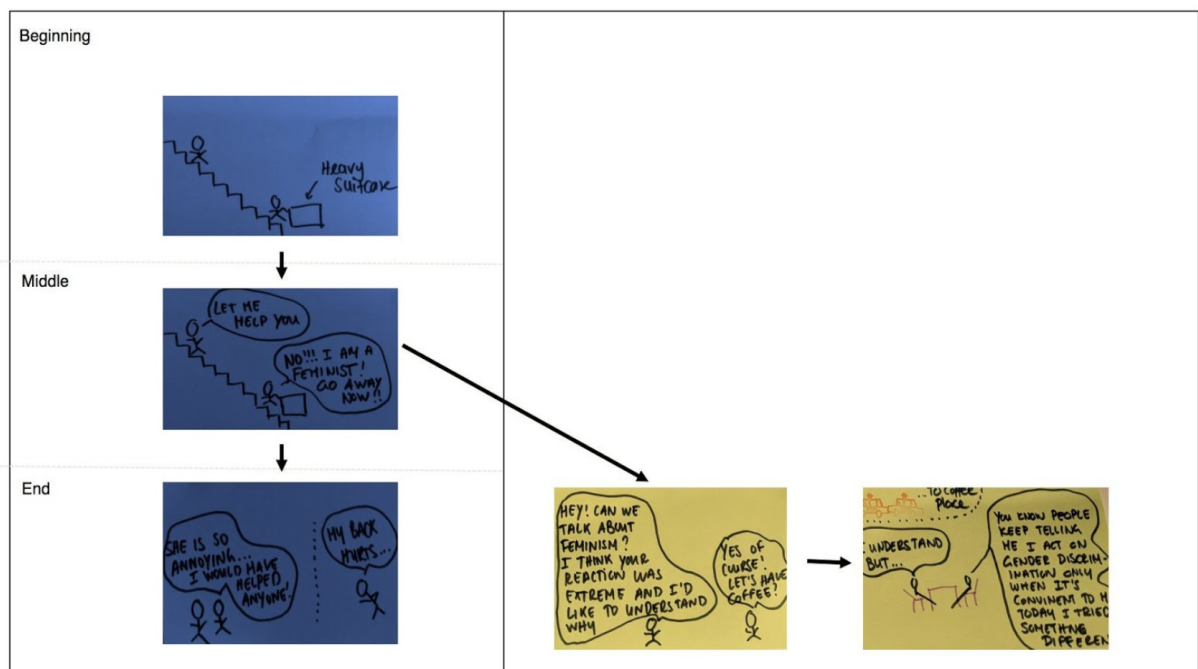 Beginning
Heavy
Suitcase
Middle
LET ME
HELP YOU
NO!!! I AM A
FEMINIST!
GO AWAY
NOW!!
End
SHE IS SO
ANNOYING...
I WOULD HAVE
HELPED
ANYONE!
MY BACK
HURTS...
HEY! CAN WE
TALK ABOUT
FEMINISM?
I THINK YOUR
REACTION WAS
EXTREME AND I'D
LIKE TO UNDERSTAND
WHY
YES OF
COURSE!
LET'S HAVE
COFFEE?
...TO COFFEE
PLACE
UNDERSTAND
BUT...
YOU KNOW PEOPLE
KEEP TELLING
ME I ACT ON
GENDER DISCRIM-
INATION ONLY
WHEN IT'S
CONVINENT TO M
TODAY I TRIED
SOMETHING
DIFFEREN